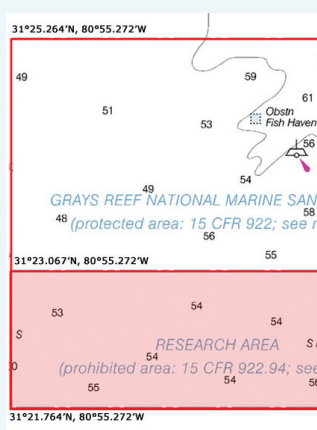 31°25.264'N, 80°55.272'W
49
59
51
61
Obstn
53
Fish Haven
56
54
49
GRAYS REEF NATIONAL MARINE SAN
58
48
(protected area: 15 CFR 922; see
56
55
31°23.067'N, 80°55.272'W
53
54
54
S
RESEARCH AREA
S
54
(prohibited area: 15 CFR 922.94; see
54
55
31°21.764'N, 80°55.272'W